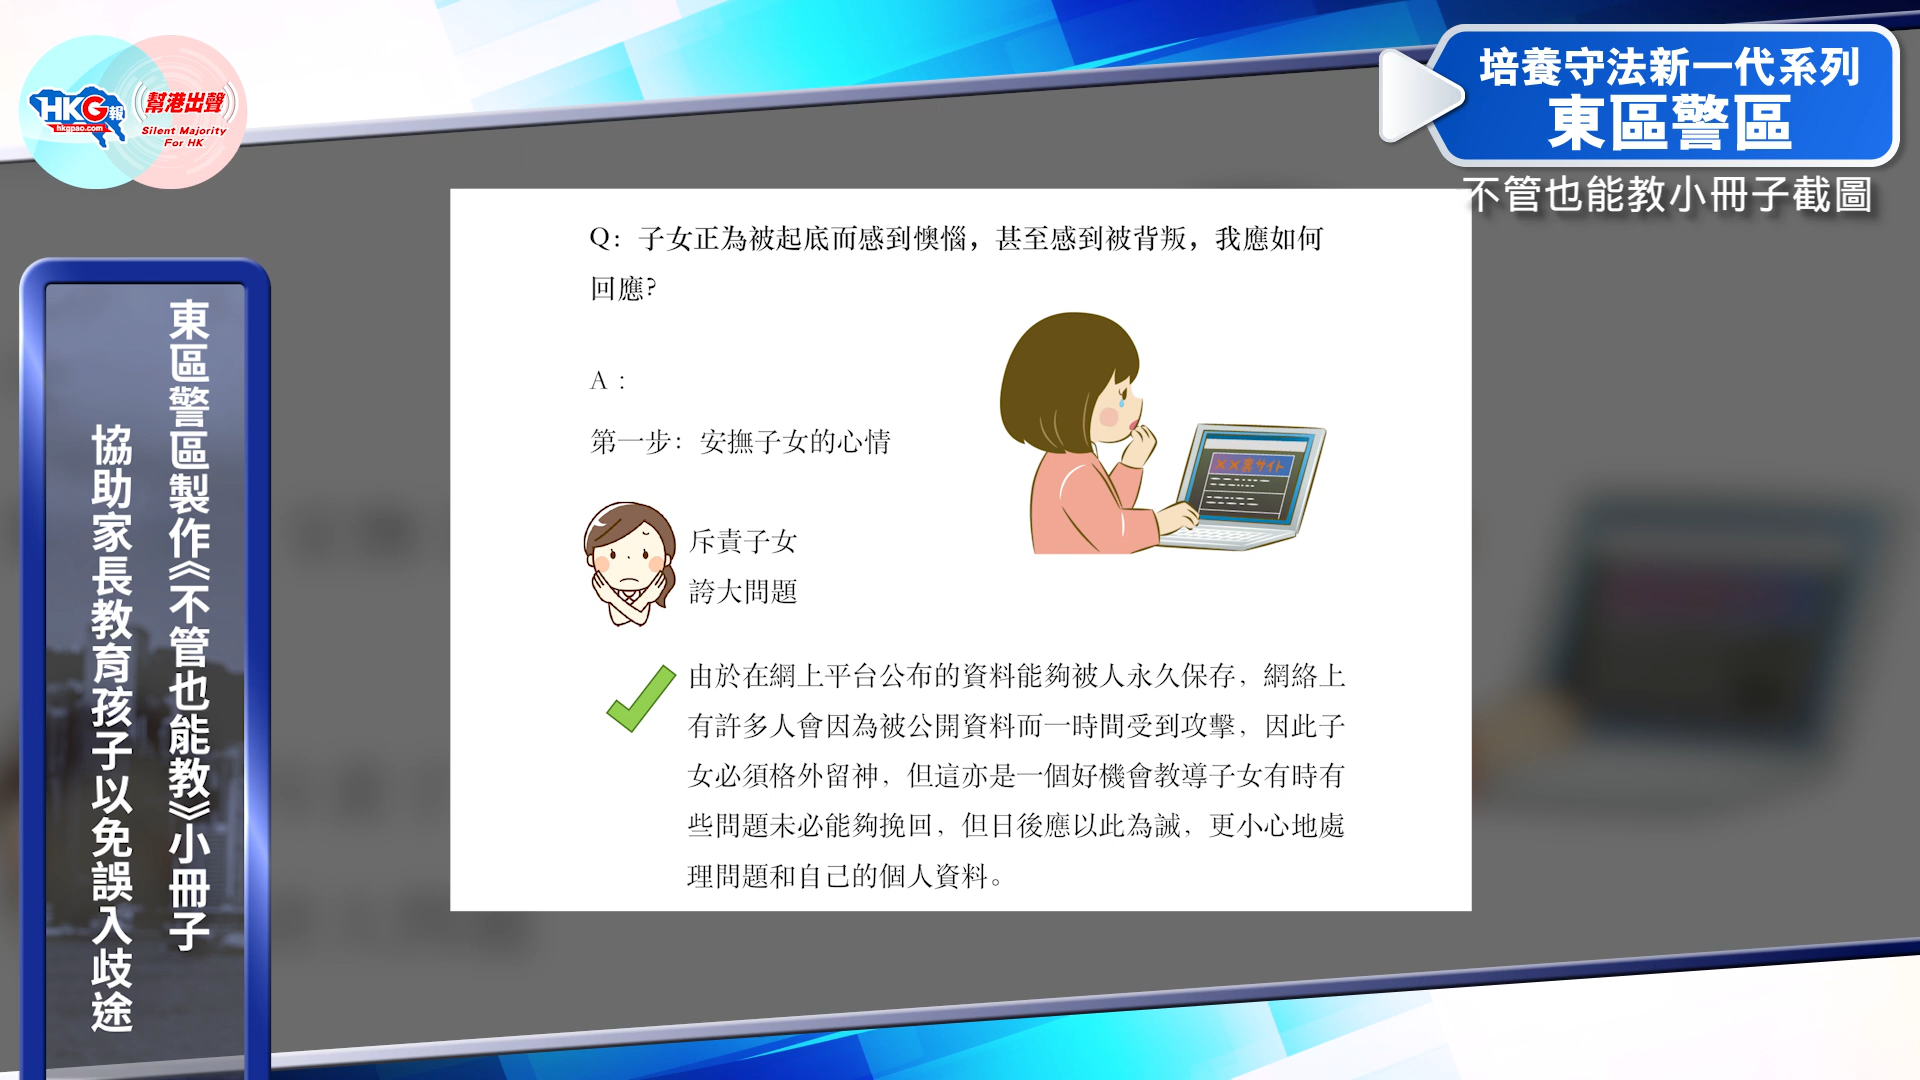 HKG報
hkgpao.com
幫港出聲
Silent Majority
For HK
培養守法新一代系列
東區警區
不管也能教小冊子截圖
東區警區製作《不管也能教》小冊子
協助家長教育孩子以免誤入歧途
Q：子女正為被起底而感到懊惱，甚至感到被背叛，我應如何
回應?
A：
第一步：安撫子女的心情
××裏サイト
斥責子女
誇大問題
由於在網上平台公布的資料能夠被人永久保存，網絡上
有許多人會因為被公開資料而一時間受到攻擊，因此子
女必須格外留神，但這亦是一個好機會教導子女有時有
些問題未必能夠挽回，但日後應以此為誡，更小心地處
理問題和自己的個人資料。